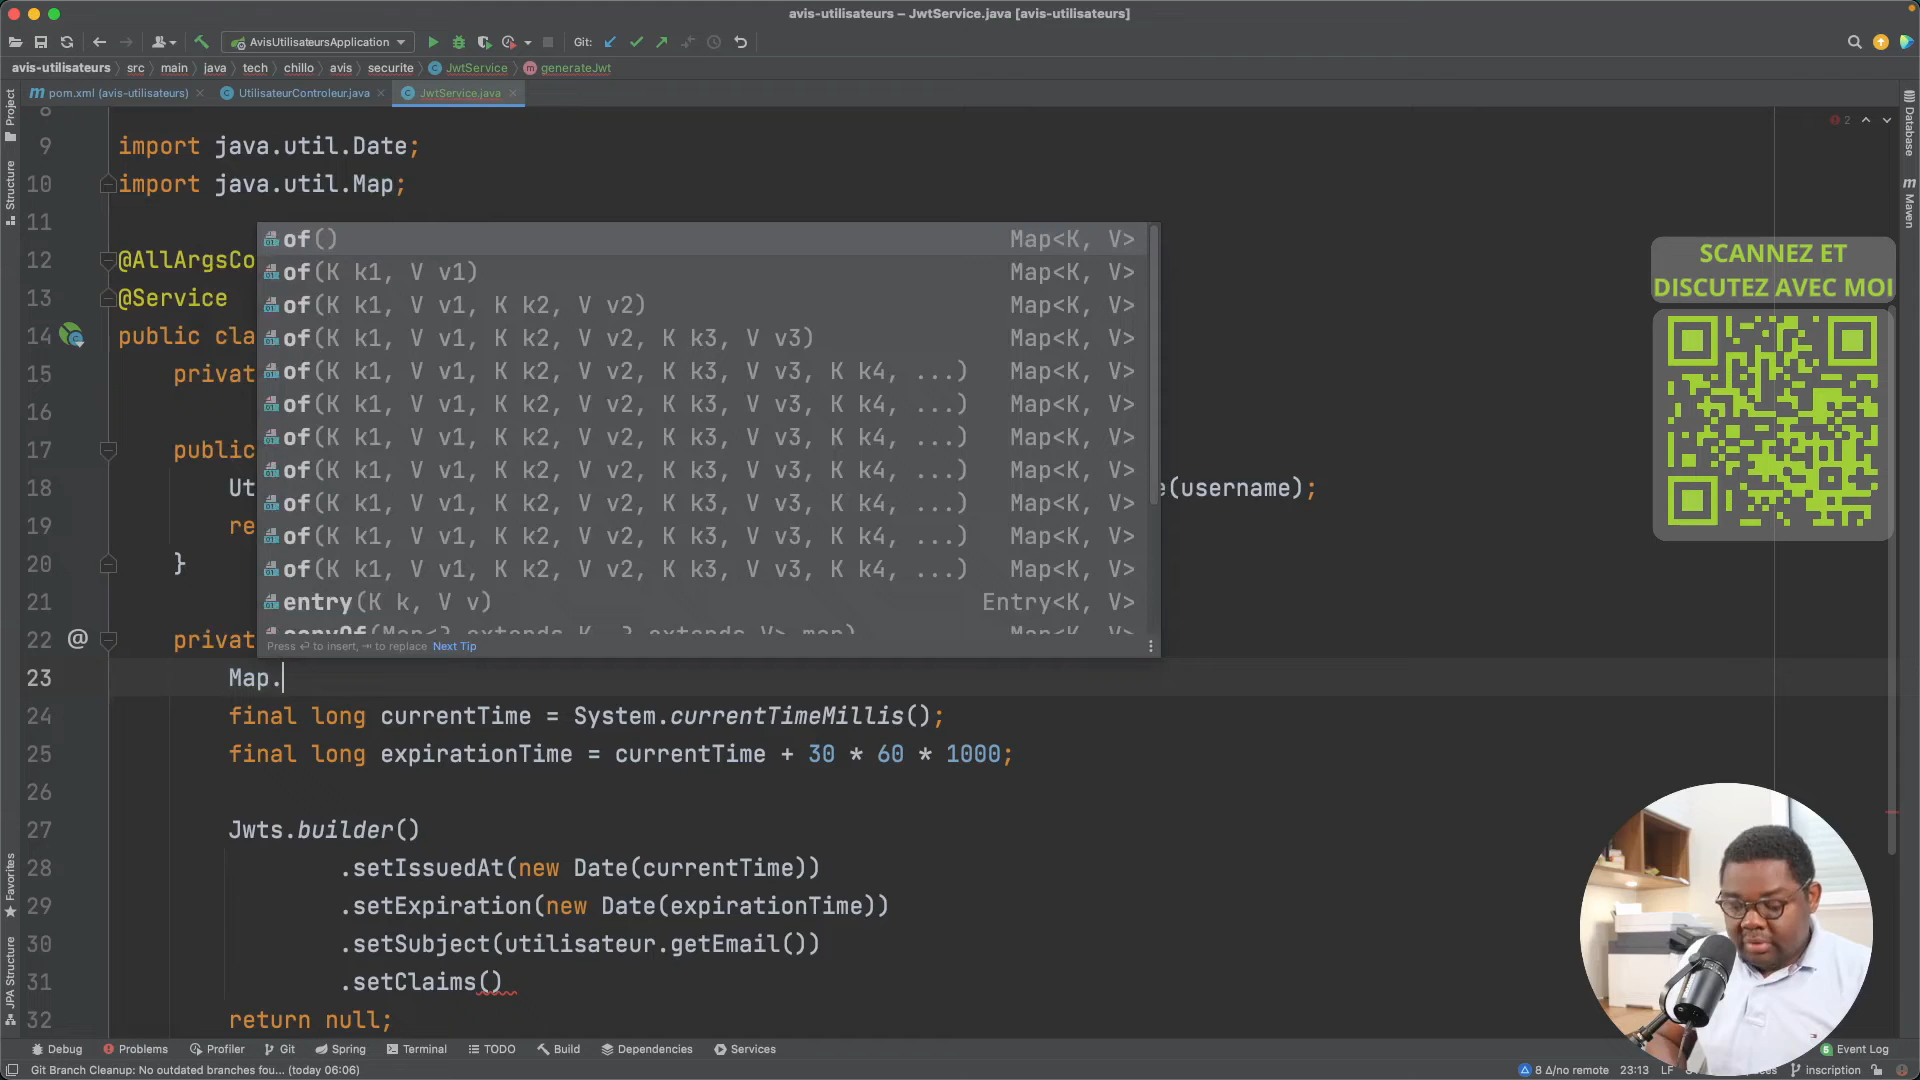 avis-utilisateurs – JwtService.java [avis-utilisateurs]
AvisUtilisateursApplication
Git:
avis-utilisateurs
src
main
java
tech
chillo
avis
securite
JwtService
generateJwt
pom.xml (avis-utilisateurs)
UtilisateurControleur.java
JwtService.java
Project
Structure
Favorites
JPA Structure
Database
Maven
2
8
9 import java.util.Date;
10 import java.util.Map;
11
12 @AllArgsCo
13 @Service
14 public cla
15 privat
16
17 public
18 Ut e(username);
19 re
20 }
21
22 @ privat
23 Map.
24 final long currentTime = System.currentTimeMillis();
25 final long expirationTime = currentTime + 30 * 60 * 1000;
26
27 Jwts.builder()
28 .setIssuedAt(new Date(currentTime))
29 .setExpiration(new Date(expirationTime))
30 .setSubject(utilisateur.getEmail())
31 .setClaims()
32 return null;
of() Map<K, V>
of(K k1, V v1) Map<K, V>
of(K k1, V v1, K k2, V v2) Map<K, V>
of(K k1, V v1, K k2, V v2, K k3, V v3) Map<K, V>
of(K k1, V v1, K k2, V v2, K k3, V v3, K k4, ...) Map<K, V>
of(K k1, V v1, K k2, V v2, K k3, V v3, K k4, ...) Map<K, V>
of(K k1, V v1, K k2, V v2, K k3, V v3, K k4, ...) Map<K, V>
of(K k1, V v1, K k2, V v2, K k3, V v3, K k4, ...) Map<K, V>
of(K k1, V v1, K k2, V v2, K k3, V v3, K k4, ...) Map<K, V>
of(K k1, V v1, K k2, V v2, K k3, V v3, K k4, ...) Map<K, V>
of(K k1, V v1, K k2, V v2, K k3, V v3, K k4, ...) Map<K, V>
entry(K k, V v) Entry<K, V>
copyOf(Map<? extends K, ? extends V> map) Map<K, V>
Press ↵ to insert, ⇥ to replace Next Tip
SCANNEZ ET
DISCUTEZ AVEC MOI
Debug
Problems
Profiler
Git
Spring
Terminal
TODO
Build
Dependencies
Services
5 Event Log
Git Branch Cleanup: No outdated branches fou... (today 06:06)
8 Δ/no remote
23:13
LF
inscription